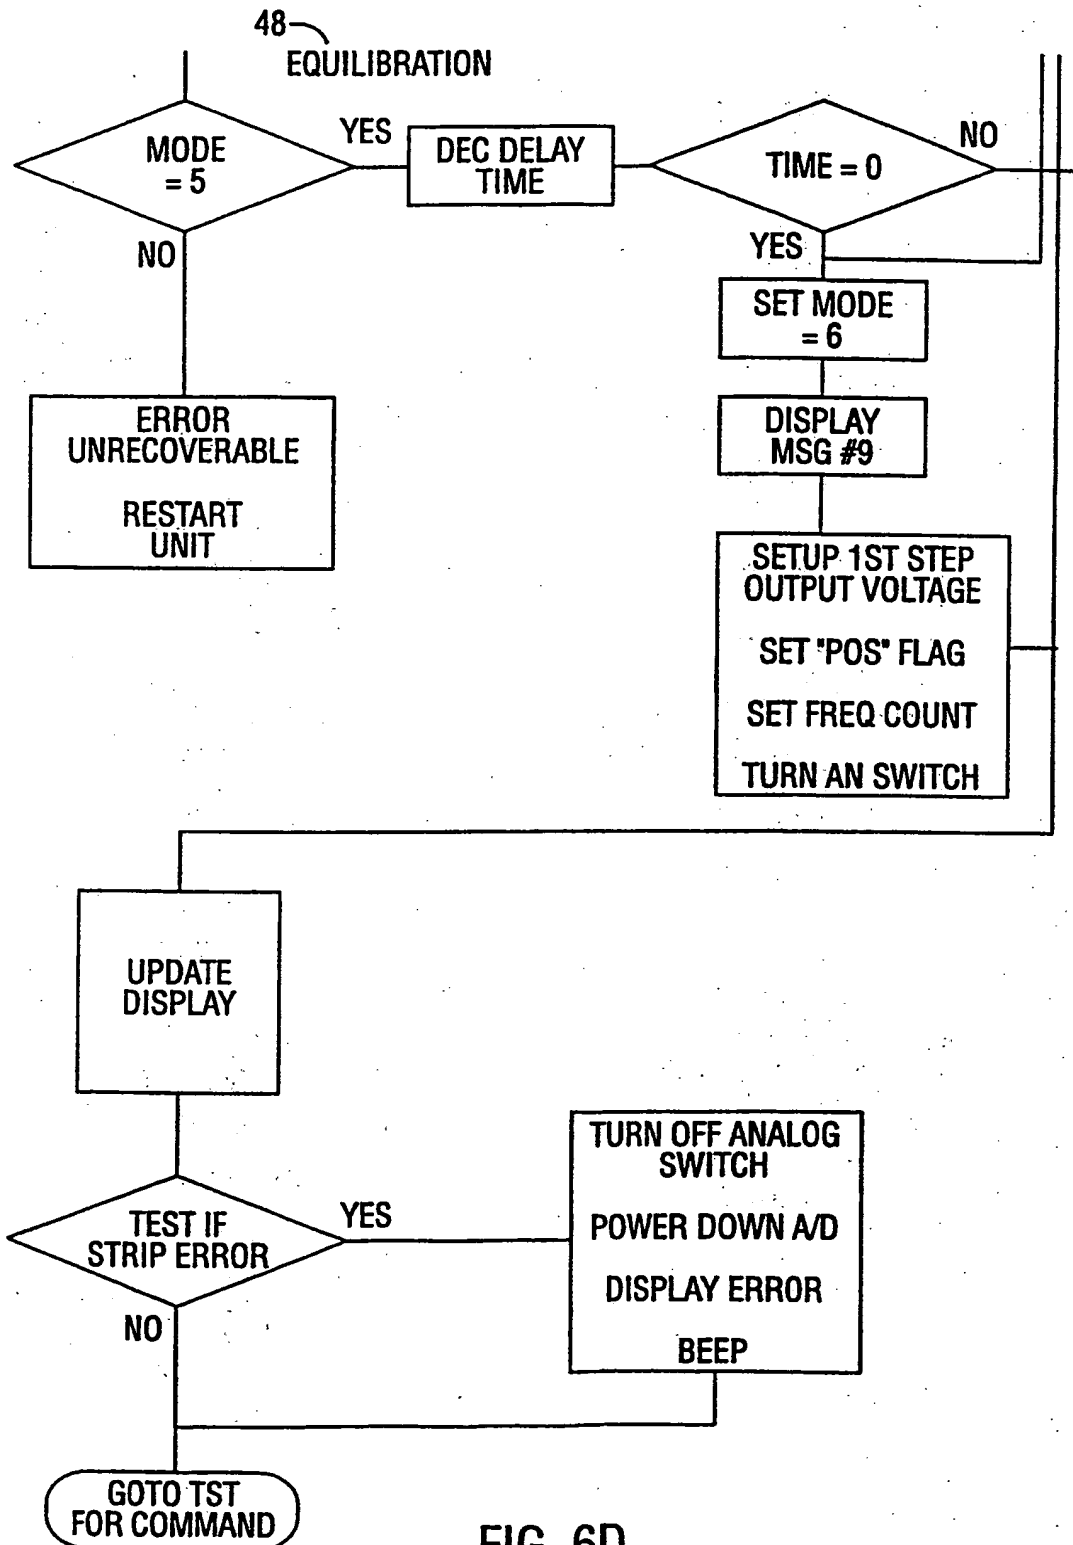 48
EQUILIBRATION
MODE
= 5
YES
DEC DELAY
TIME
TIME = 0
NO
NO
YES
SET MODE
= 6
DISPLAY
MSG #9
ERROR
UNRECOVERABLE
RESTART
UNIT
SETUP 1ST STEP
OUTPUT VOLTAGE
SET "POS" FLAG
SET FREQ COUNT
TURN AN SWITCH
UPDATE
DISPLAY
TEST IF
STRIP ERROR
YES
NO
TURN OFF ANALOG
SWITCH
POWER DOWN A/D
DISPLAY ERROR
BEEP
GOTO TST
FOR COMMAND
FIG. 6D